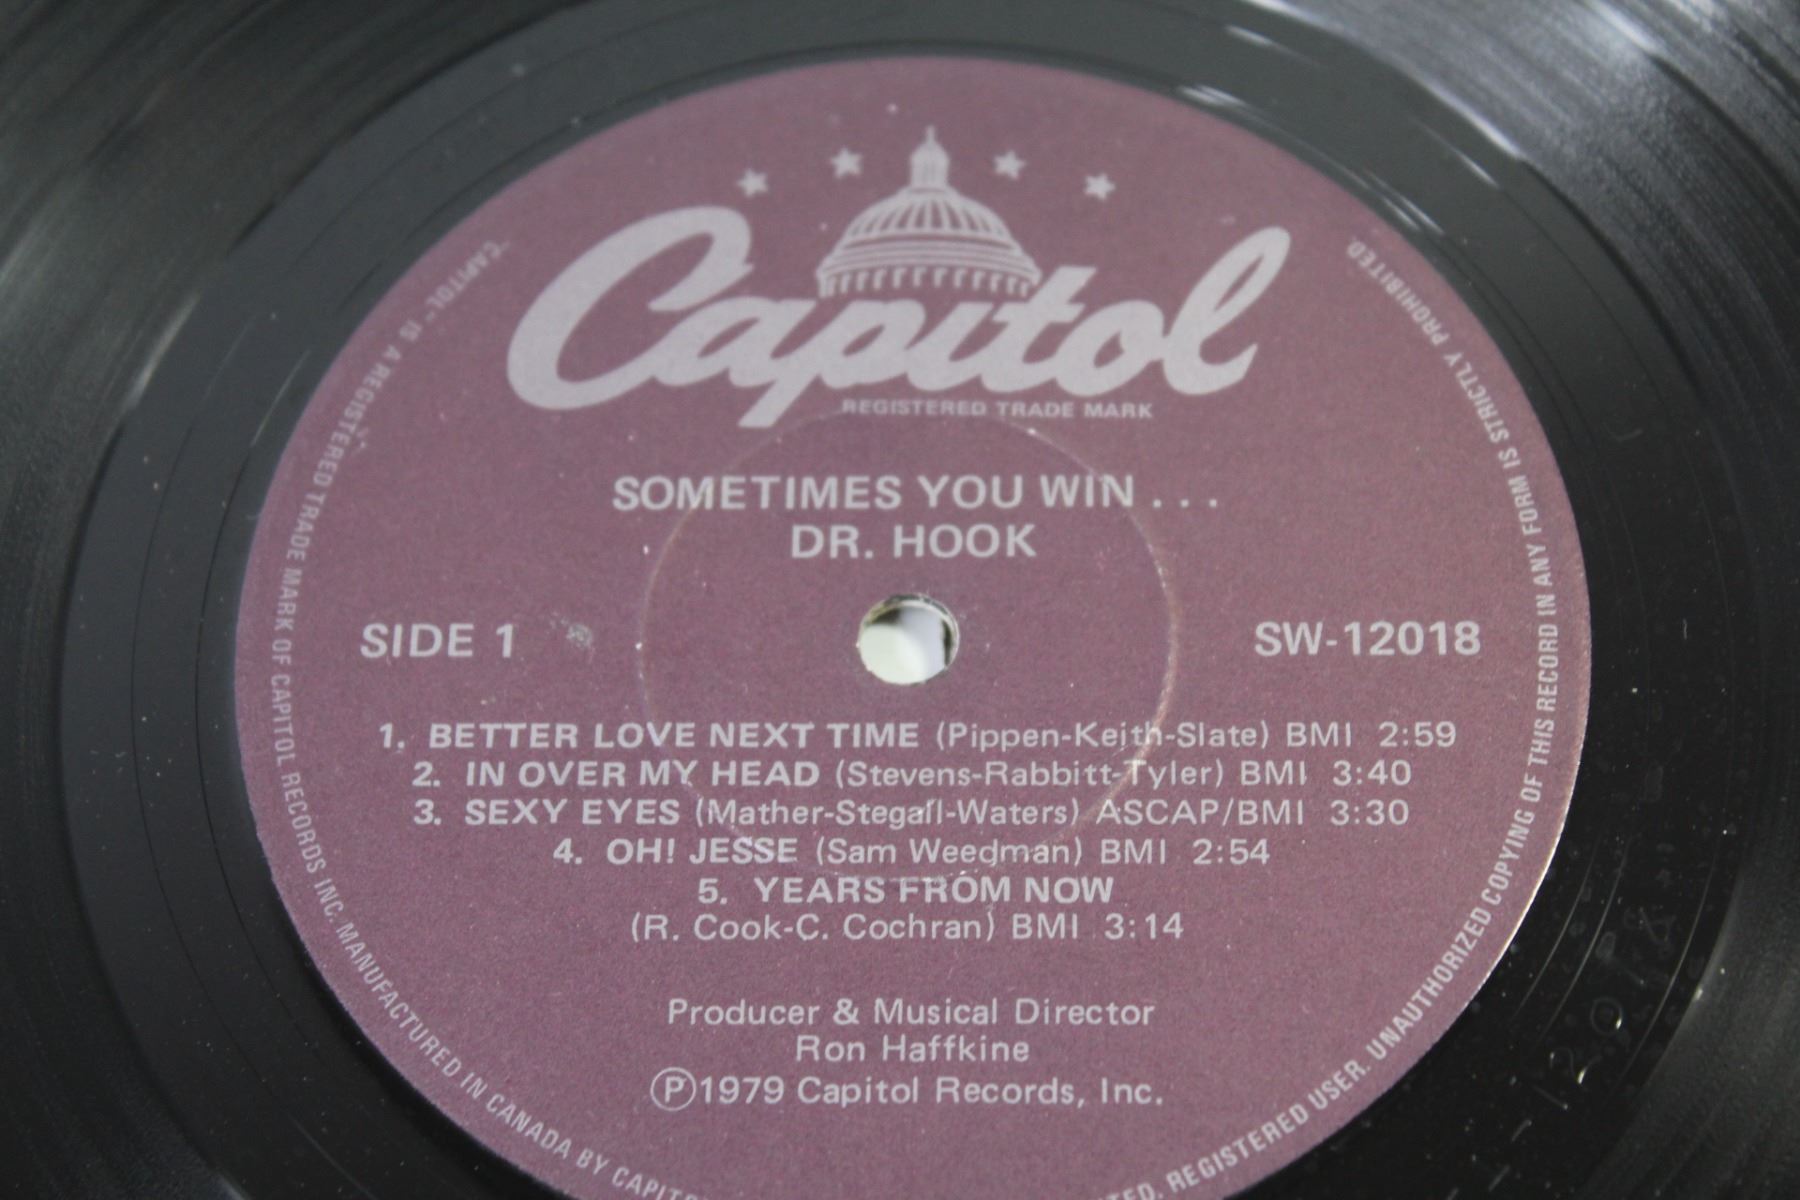 Capitol
REGISTERED TRADE MARK
SOMETIMES YOU WIN . . .
DR. HOOK
SIDE 1
SW-12018
1. BETTER LOVE NEXT TIME (Pippen-Keith-Slate) BMI 2:59
2. IN OVER MY HEAD (Stevens-Rabbitt-Tyler) BMI 3:40
3. SEXY EYES (Mather-Stegall-Waters) ASCAP/BMI 3:30
4. OH! JESSE (Sam Weedman) BMI 2:54
5. YEARS FROM NOW
(R. Cook-C. Cochran) BMI 3:14
Producer & Musical Director
Ron Haffkine
Ⓟ1979 Capitol Records, Inc.
"CAPITOL" IS A REGISTERED TRADE MARK OF CAPITOL RECORDS INC. MANUFACTURED IN CANADA BY
REGISTERED USER. UNAUTHORIZED COPYING OF THIS RECORD IN ANY FORM IS STRICTLY PROHIBITED.